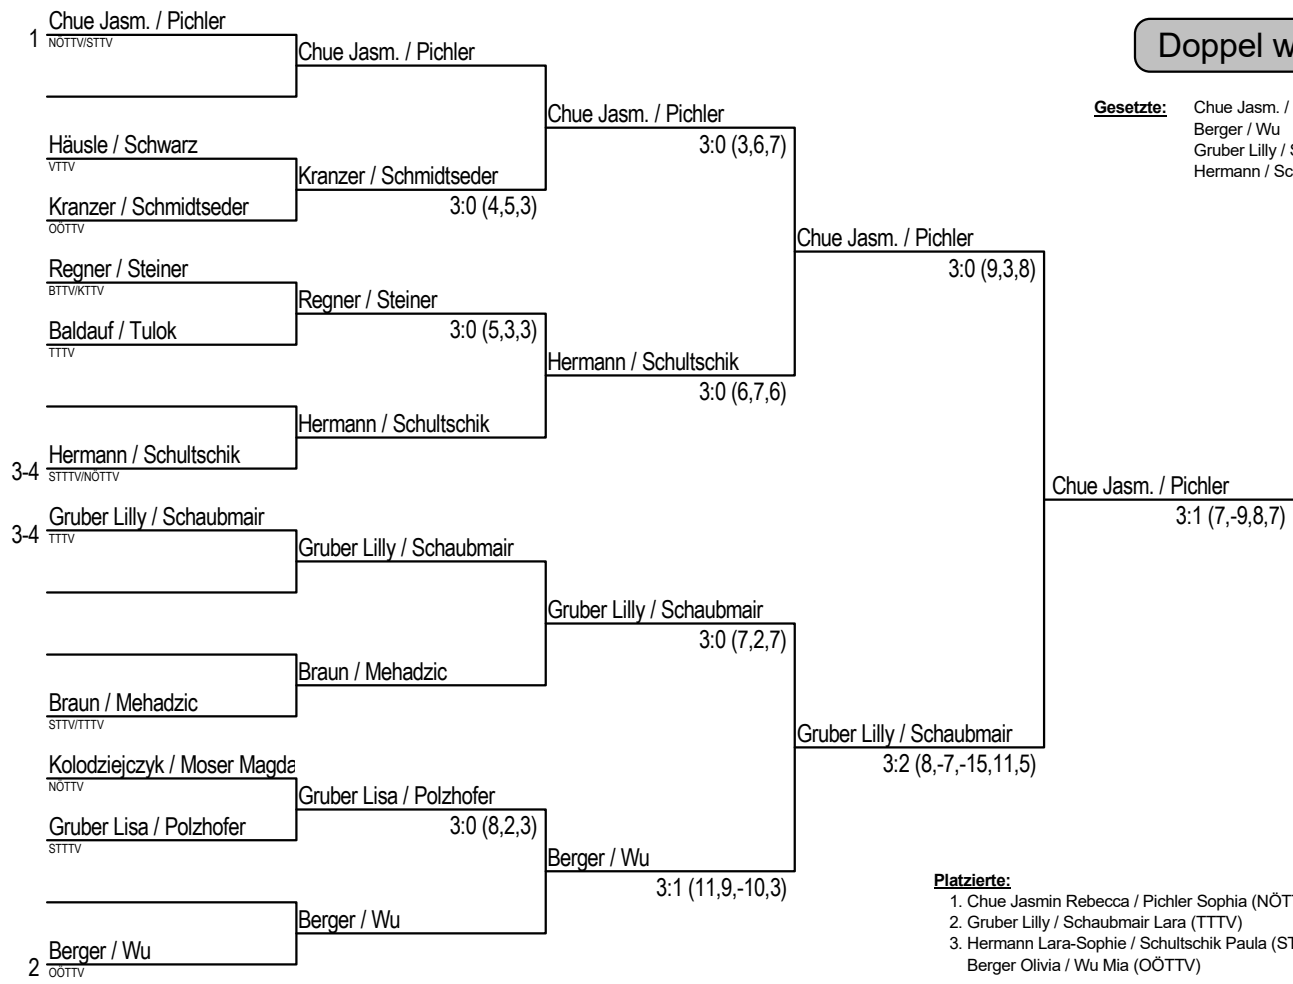 Chue Jasm. / Pichler
1
NÖTTV/STTV
Häusle / Schwarz
VTTV
Kranzer / Schmidtseder
OÖTTV
Regner / Steiner
BTTV/KTTV
Baldauf / Tulok
TTTV
Hermann / Schultschik
3-4
STTTV/NÖTTV
Gruber Lilly / Schaubmair
3-4
TTTV
Braun / Mehadzic
STTV/TTTV
Kolodziejczyk / Moser Magda
NÖTTV
Gruber Lisa / Polzhofer
STTTV
Berger / Wu
2
OÖTTV
Chue Jasm. / Pichler
Kranzer / Schmidtseder
3:0 (4,5,3)
Regner / Steiner
3:0 (5,3,3)
Hermann / Schultschik
Gruber Lilly / Schaubmair
Braun / Mehadzic
Gruber Lisa / Polzhofer
3:0 (8,2,3)
Berger / Wu
Chue Jasm. / Pichler
3:0 (3,6,7)
Hermann / Schultschik
3:0 (6,7,6)
Gruber Lilly / Schaubmair
3:0 (7,2,7)
Berger / Wu
3:1 (11,9,-10,3)
Chue Jasm. / Pichler
3:0 (9,3,8)
Gruber Lilly / Schaubmair
3:2 (8,-7,-15,11,5)
Chue Jasm. / Pichler
3:1 (7,-9,8,7)
Doppel w
Gesetzte: Chue Jasm. /
Berger / Wu
Gruber Lilly / S
Hermann / Sc
Platzierte:
1. Chue Jasmin Rebecca / Pichler Sophia (NÖT
2. Gruber Lilly / Schaubmair Lara (TTTV)
3. Hermann Lara-Sophie / Schultschik Paula (ST
Berger Olivia / Wu Mia (OÖTTV)